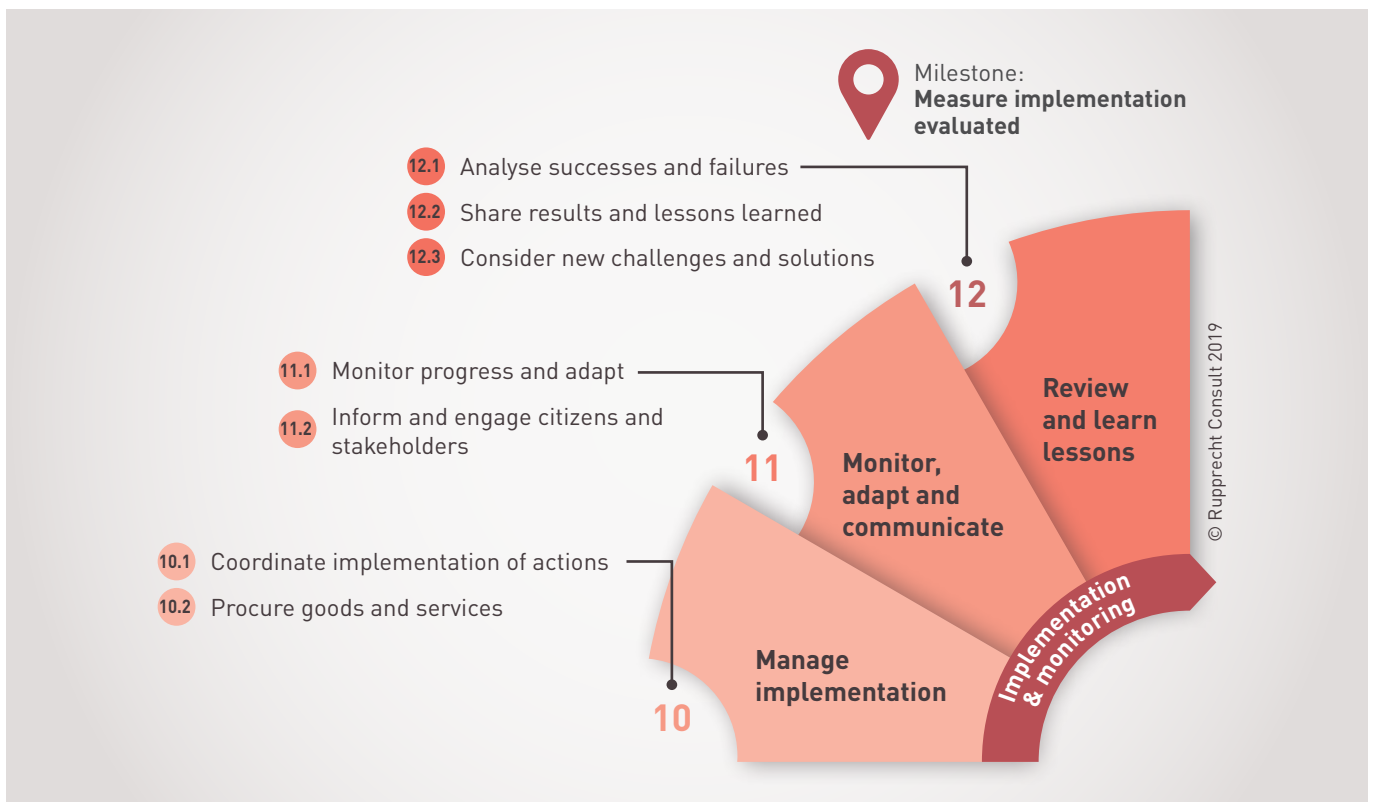 Milestone:
Measure implementation
evaluated
12.1 Analyse successes and failures
12.2 Share results and lessons learned
12.3 Consider new challenges and solutions
12
Review
and learn
lessons
11.1 Monitor progress and adapt
11.2 Inform and engage citizens and
stakeholders
11
Monitor,
adapt and
communicate
10.1 Coordinate implementation of actions
10.2 Procure goods and services
10
Manage
implementation
Implementation
& monitoring
© Rupprecht Consult 2019